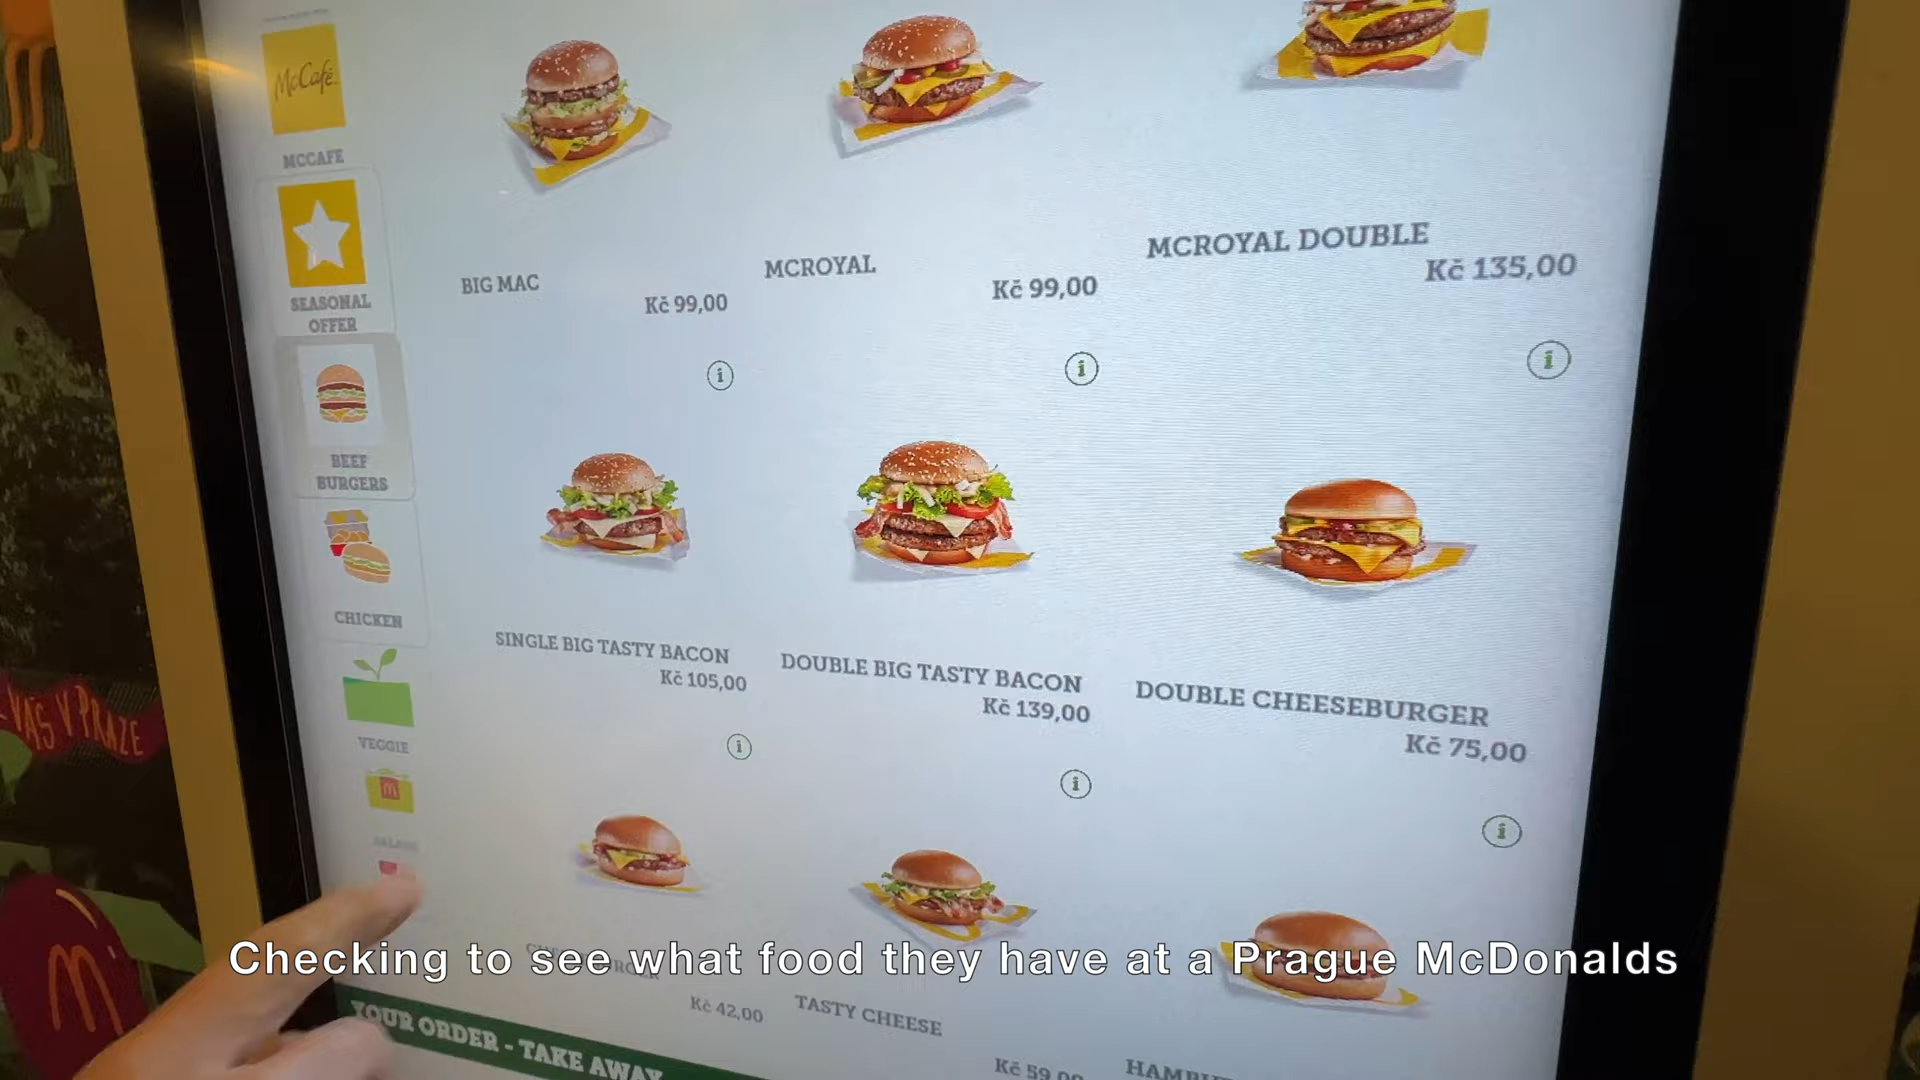 McCafé
MCCAFE
SEASONAL
OFFER
BEEF
BURGERS
CHICKEN
VEGGIE
BIG MAC
Kč 99,00
MCROYAL
Kč 99,00
MCROYAL DOUBLE
Kč 135,00
SINGLE BIG TASTY BACON
Kč 105,00
DOUBLE BIG TASTY BACON
Kč 139,00
DOUBLE CHEESEBURGER
Kč 75,00
Kč 42,00
TASTY CHEESE
Kč 59,00
VÁS V PRAZE
Checking to see what food they have at a Prague McDonalds
YOUR ORDER - TAKE AWAY